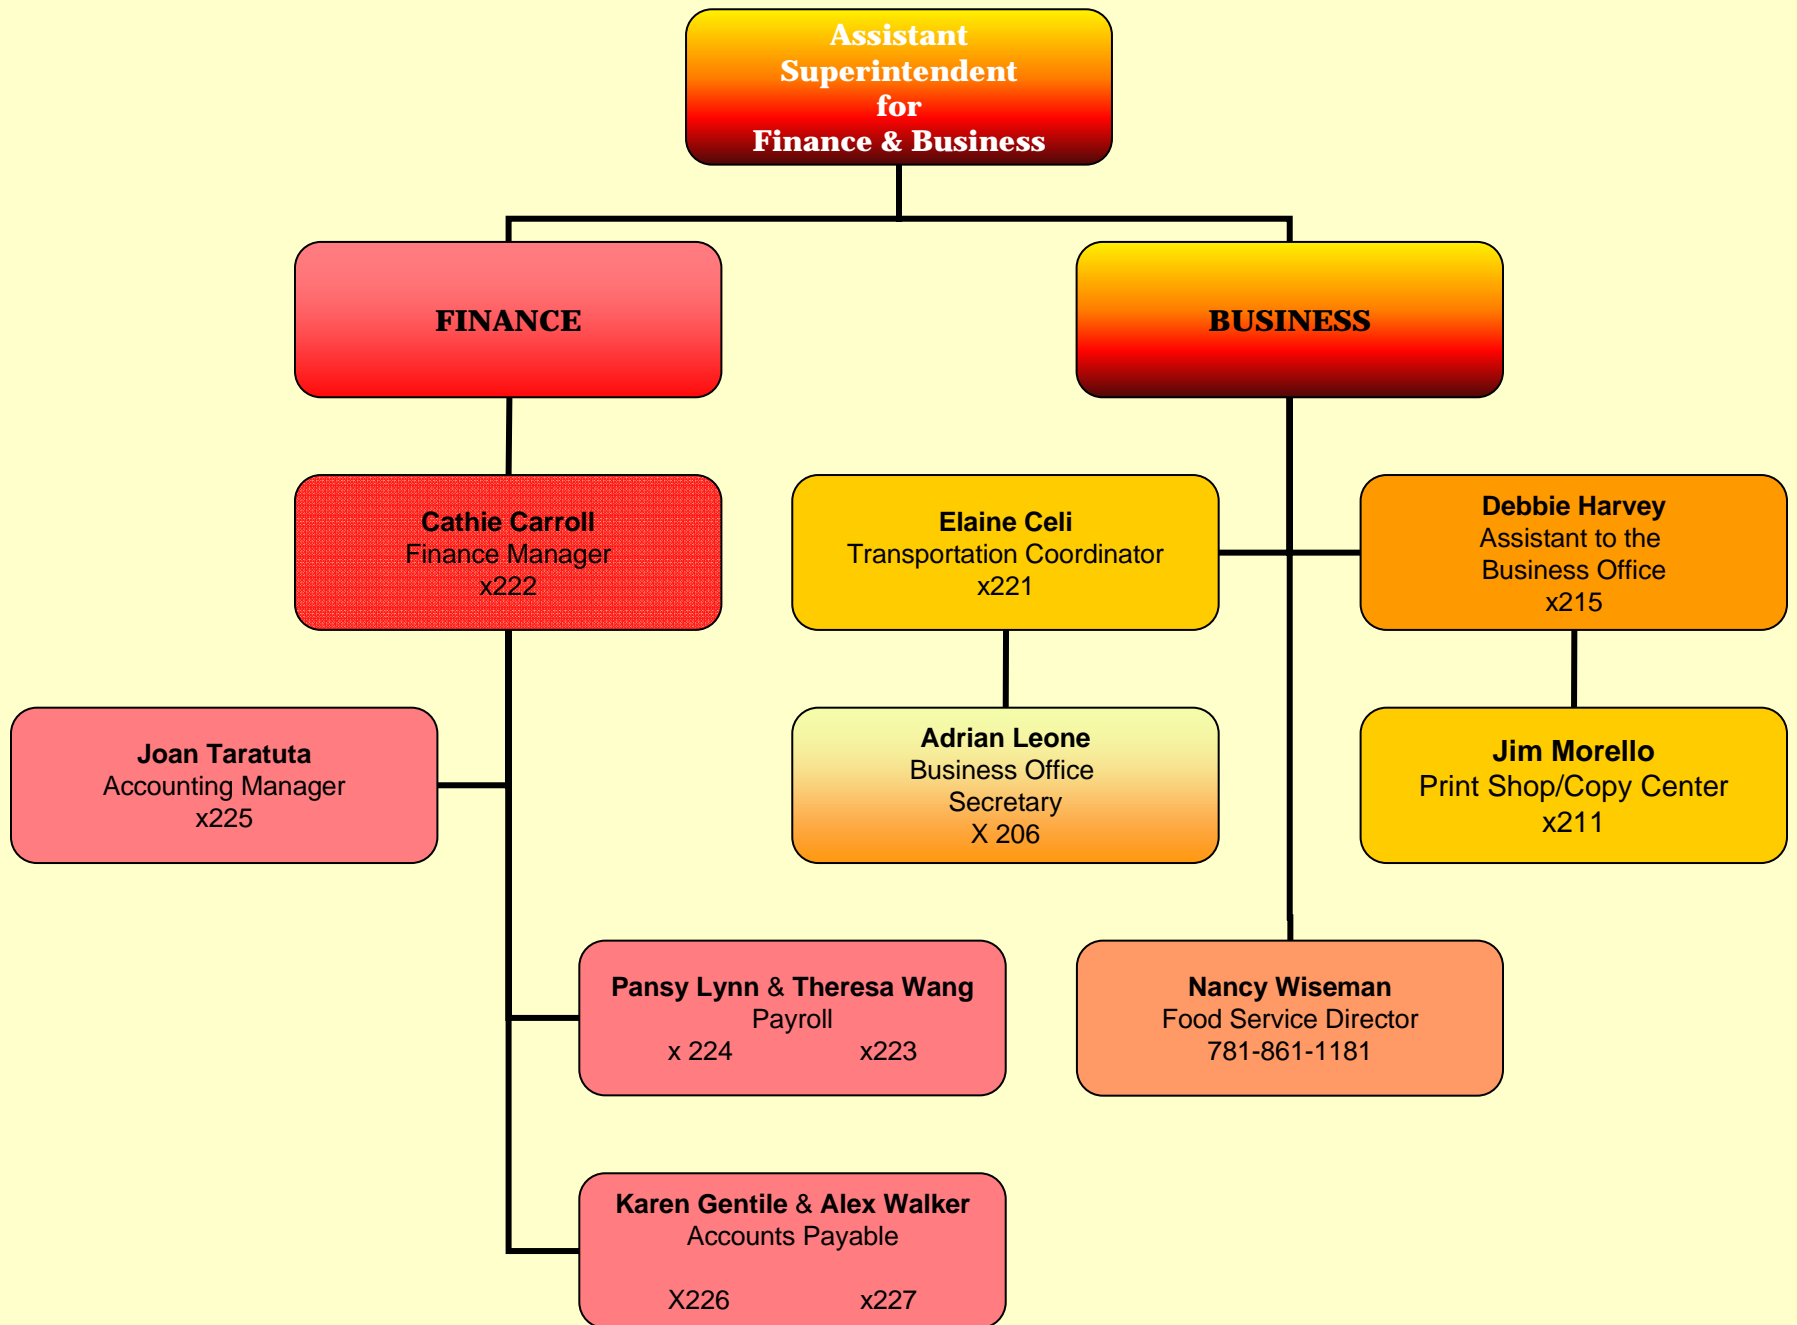 Assistant
Superintendent
for
Finance & Business
FINANCE
BUSINESS
Cathie Carroll
Finance Manager
x222
Elaine Celi
Transportation Coordinator
x221
Debbie Harvey
Assistant to the
Business Office
x215
Joan Taratuta
Accounting Manager
x225
Adrian Leone
Business Office
Secretary
X 206
Jim Morello
Print Shop/Copy Center
x211
Pansy Lynn & Theresa Wang
Payroll
x 224 x223
Nancy Wiseman
Food Service Director
781-861-1181
Karen Gentile & Alex Walker
Accounts Payable
X226 x227